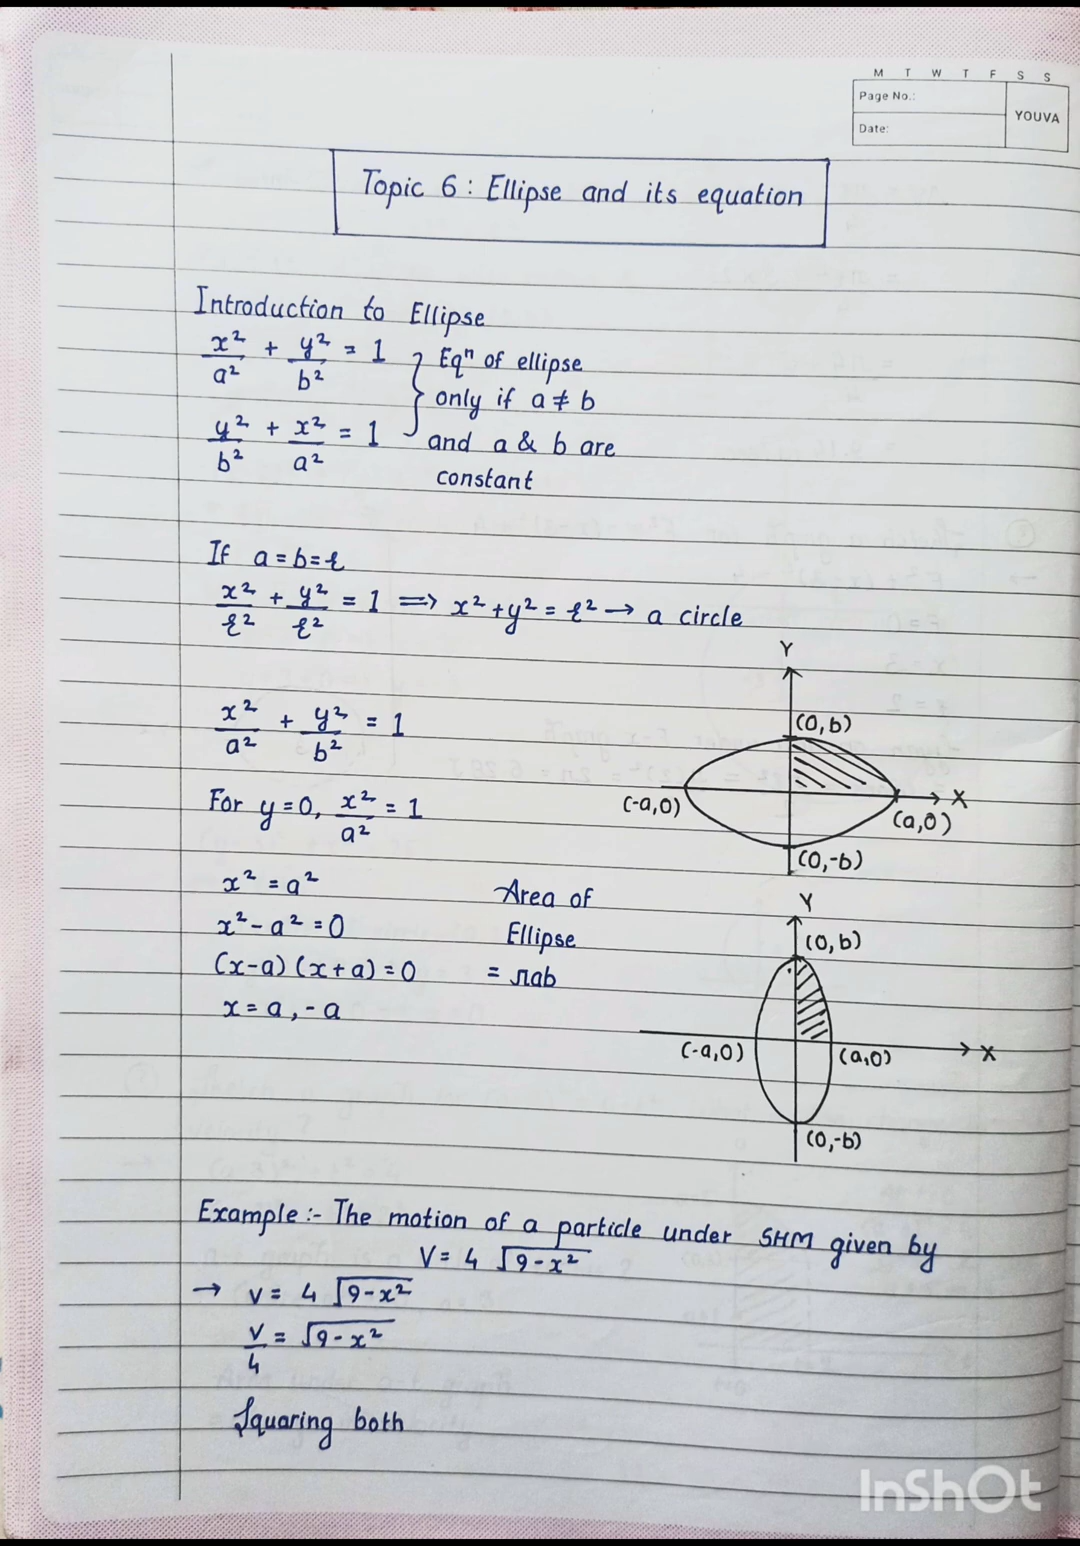 M T W T F S S
Page No.:
YOUVA
Date:
Topic 6 : Ellipse and its equation
Introduction to Ellipse
x²/a² + y²/b² = 1 } Eqⁿ of ellipse
only if a ≠ b
y²/b² + x²/a² = 1 and a & b are
constant
If a = b = r
x²/r² + y²/r² = 1 ⟹ x² + y² = r² → a circle
Y
(0,b)
(-a,0)
X
(a,0)
(0,-b)
x²/a² + y²/b² = 1
For y=0, x²/a² = 1
x² = a²
x² - a² = 0
(x-a) (x+a) = 0
x = a, -a
Area of
Ellipse
= πab
Y
(0,b)
(-a,0)
(a,0)
X
(0,-b)
Example :- The motion of a particle under SHM given by
V = 4 √9-x²
→ V = 4 √9-x²
V/4 = √9-x²
Squaring both
InShOt